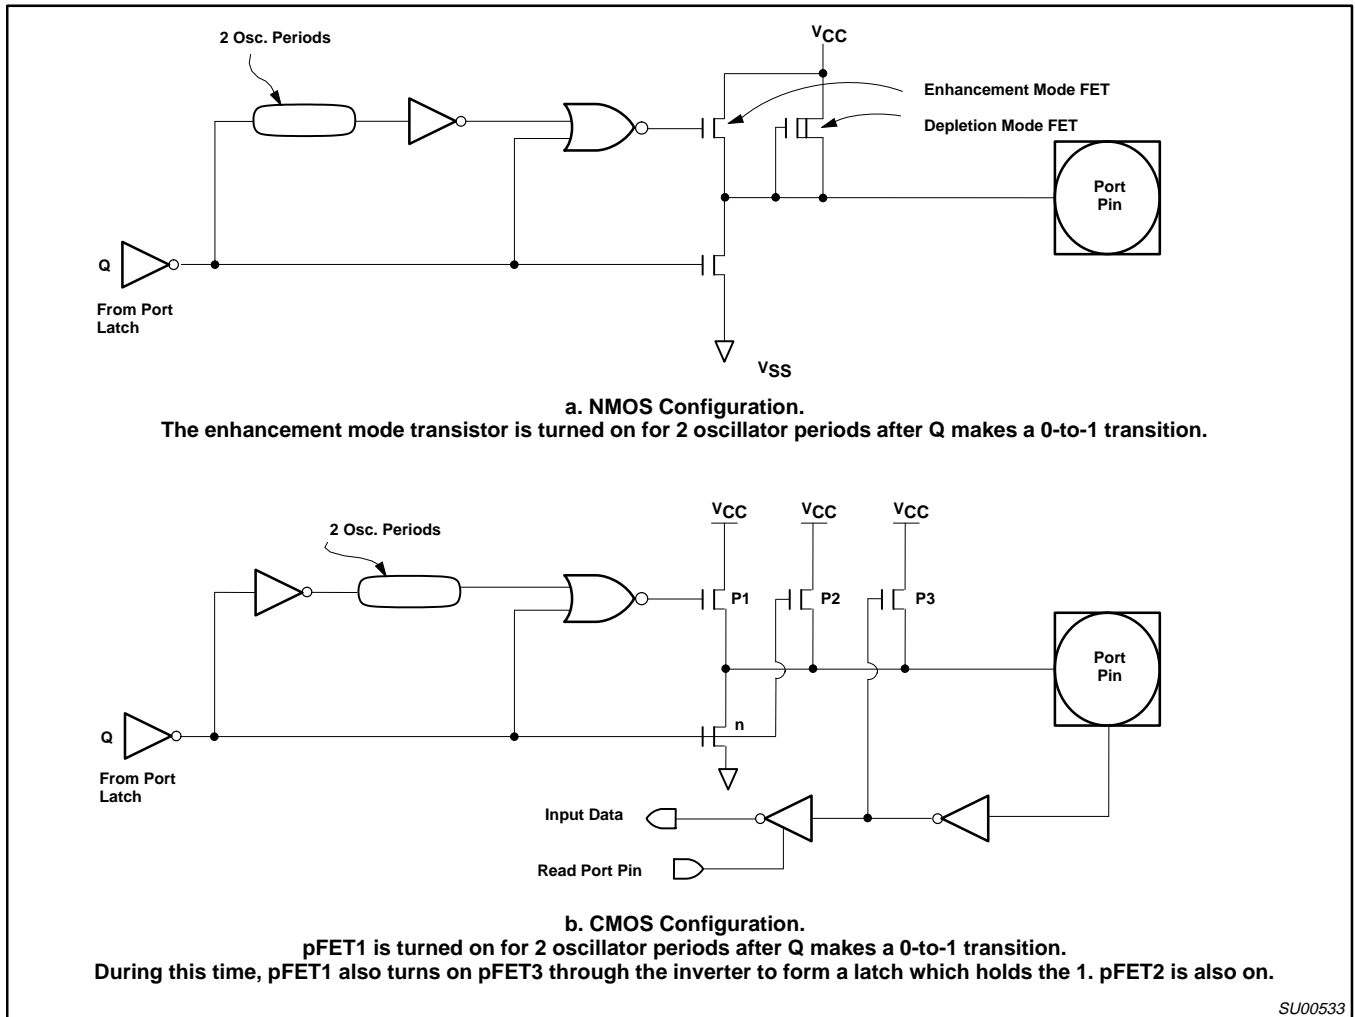 2 Osc. Periods
VCC
Enhancement Mode FET
Depletion Mode FET
Port
Pin
Q
From Port
Latch
VSS
a. NMOS Configuration.
The enhancement mode transistor is turned on for 2 oscillator periods after Q makes a 0-to-1 transition.
VCC
VCC
VCC
2 Osc. Periods
P1
P2
P3
Port
Pin
n
Q
From Port
Latch
Input Data
Read Port Pin
b. CMOS Configuration.
pFET1 is turned on for 2 oscillator periods after Q makes a 0-to-1 transition.
During this time, pFET1 also turns on pFET3 through the inverter to form a latch which holds the 1. pFET2 is also on.
SU00533